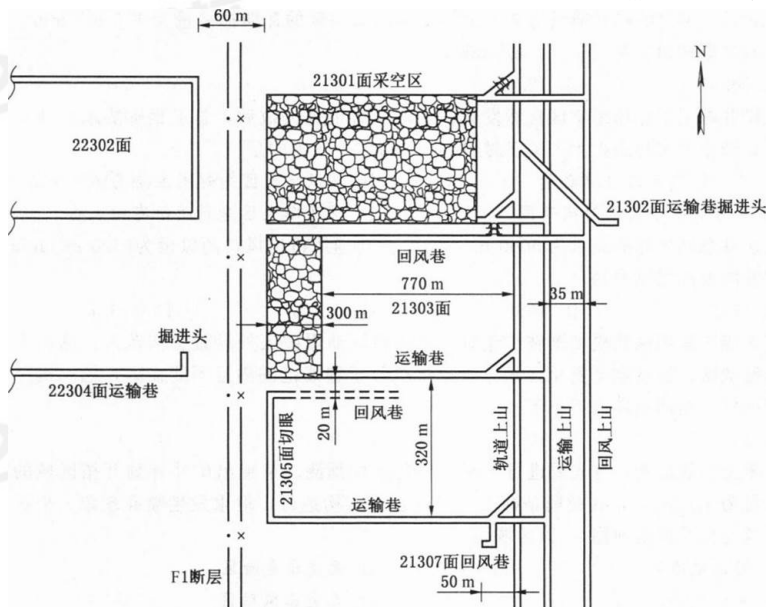 60 m
N
21301面采空区
22302面
21302面运输巷掘进头
回风巷
770 m
35 m
300 m
21303面
掘进头
运输巷
22304面运输巷
20 m
回风巷
320 m
轨道上山
运输上山
回风上山
21305面切眼
运输巷
21307面回风巷
F1断层
50 m